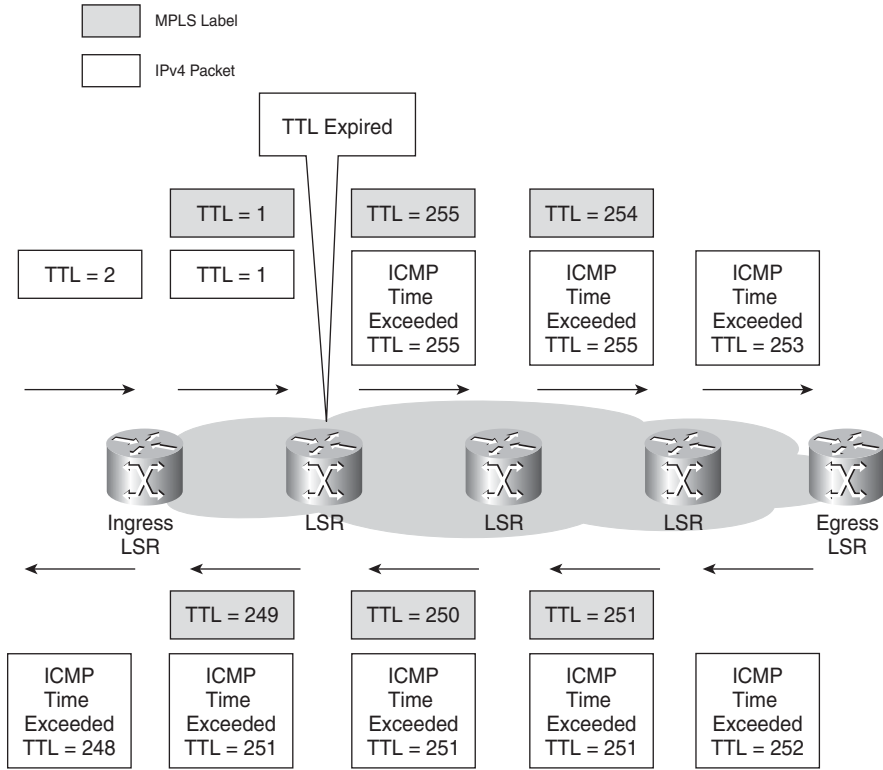 MPLS Label
IPv4 Packet
TTL Expired
TTL = 1
TTL = 255
TTL = 254
TTL = 2
TTL = 1
ICMP
Time
Exceeded
TTL = 255
ICMP
Time
Exceeded
TTL = 255
ICMP
Time
Exceeded
TTL = 253
Ingress
LSR
LSR
LSR
LSR
Egress
LSR
TTL = 249
TTL = 250
TTL = 251
ICMP
Time
Exceeded
TTL = 248
ICMP
Time
Exceeded
TTL = 251
ICMP
Time
Exceeded
TTL = 251
ICMP
Time
Exceeded
TTL = 251
ICMP
Time
Exceeded
TTL = 252